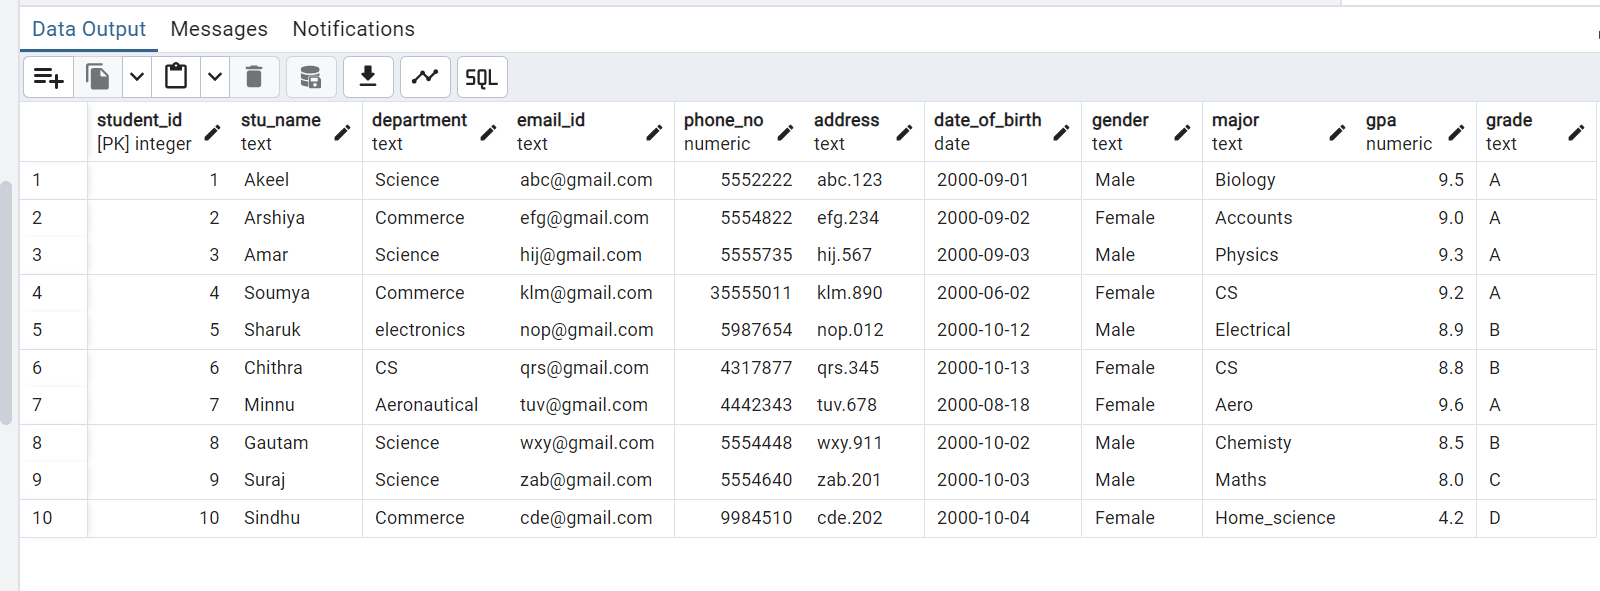 Data Output Messages Notifications
SQL
student_id stu_name department email_id phone_no address date_of_birth gender major gpa grade
[PK] integer text text text numeric text date text text numeric text
1 1 Akeel Science abc@gmail.com 5552222 abc.123 2000-09-01 Male Biology 9.5 A
2 2 Arshiya Commerce efg@gmail.com 5554822 efg.234 2000-09-02 Female Accounts 9.0 A
3 3 Amar Science hij@gmail.com 5555735 hij.567 2000-09-03 Male Physics 9.3 A
4 4 Soumya Commerce klm@gmail.com 35555011 klm.890 2000-06-02 Female CS 9.2 A
5 5 Sharuk electronics nop@gmail.com 5987654 nop.012 2000-10-12 Male Electrical 8.9 B
6 6 Chithra CS qrs@gmail.com 4317877 qrs.345 2000-10-13 Female CS 8.8 B
7 7 Minnu Aeronautical tuv@gmail.com 4442343 tuv.678 2000-08-18 Female Aero 9.6 A
8 8 Gautam Science wxy@gmail.com 5554448 wxy.911 2000-10-02 Male Chemisty 8.5 B
9 9 Suraj Science zab@gmail.com 5554640 zab.201 2000-10-03 Male Maths 8.0 C
10 10 Sindhu Commerce cde@gmail.com 9984510 cde.202 2000-10-04 Female Home_science 4.2 D